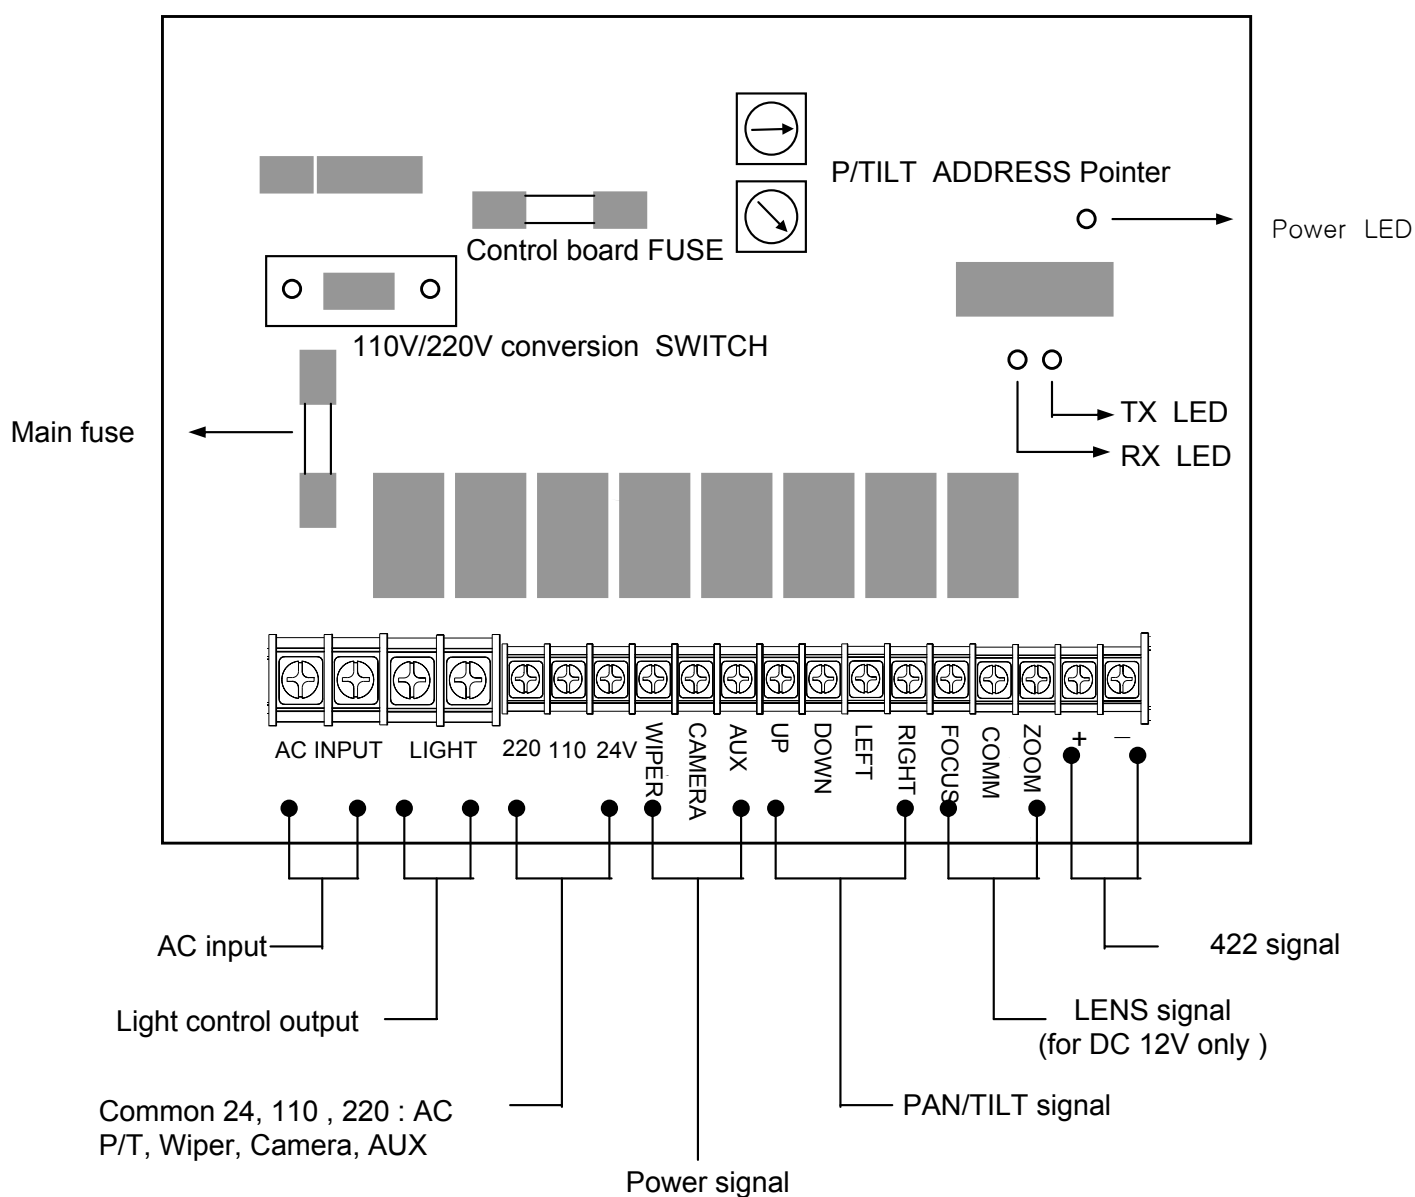 P/TILT ADDRESS Pointer
Power LED
Control board FUSE
110V/220V conversion SWITCH
Main fuse
TX LED
RX LED
AC INPUT
LIGHT
220
110
24V
WIPER
CAMERA
AUX
UP
DOWN
LEFT
RIGHT
FOCUS
COMM
ZOOM
+
−
AC input
422 signal
Light control output
LENS signal
(for DC 12V only )
Common 24, 110 , 220 : AC
P/T, Wiper, Camera, AUX
PAN/TILT signal
Power signal